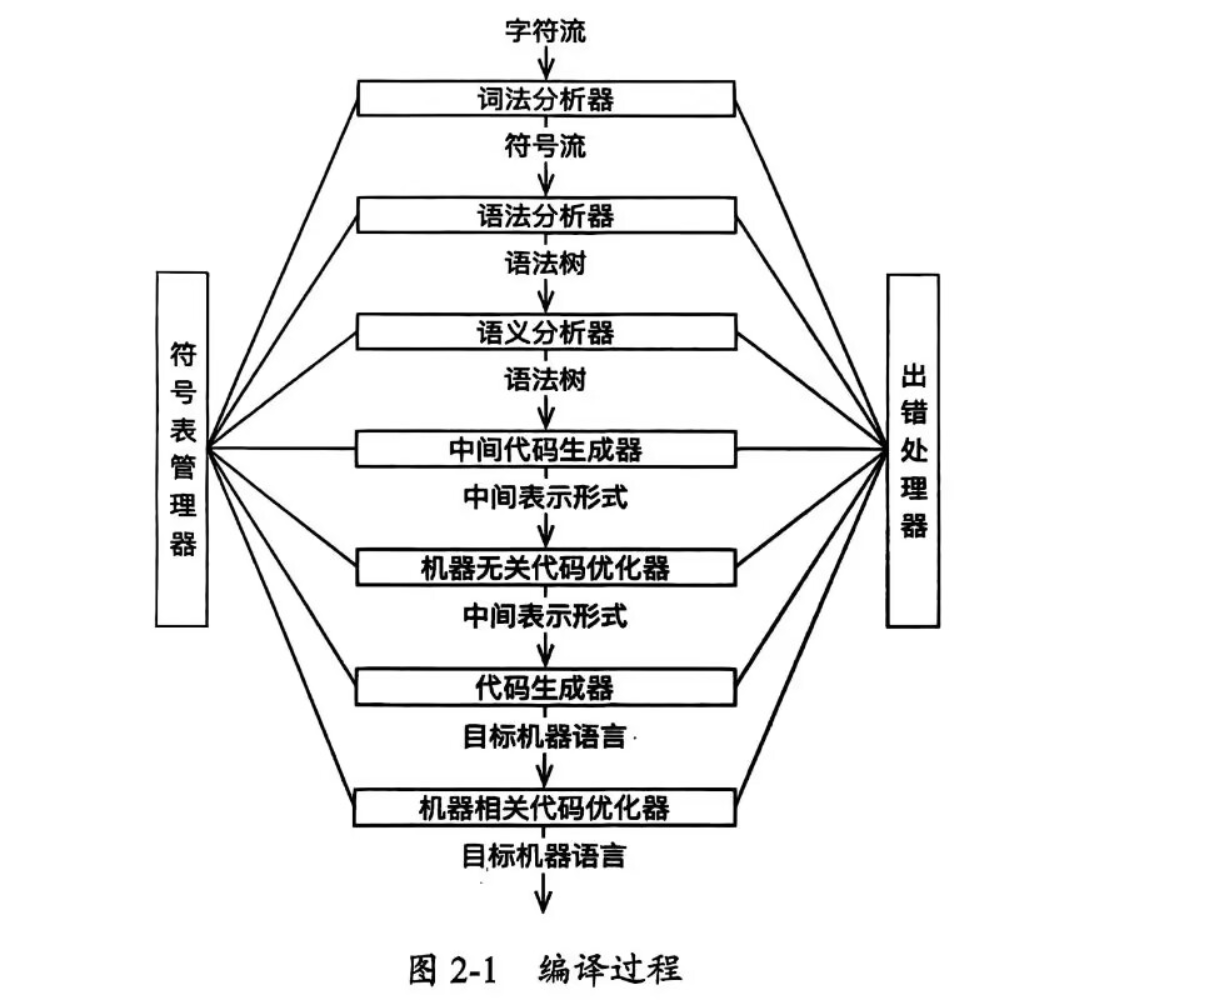 字符流
词法分析器
符号流
语法分析器
语法树
语义分析器
语法树
中间代码生成器
中间表示形式
机器无关代码优化器
中间表示形式
代码生成器
目标机器语言
机器相关代码优化器
目标机器语言
符号表管理器
出错处理器
图 2-1 编译过程